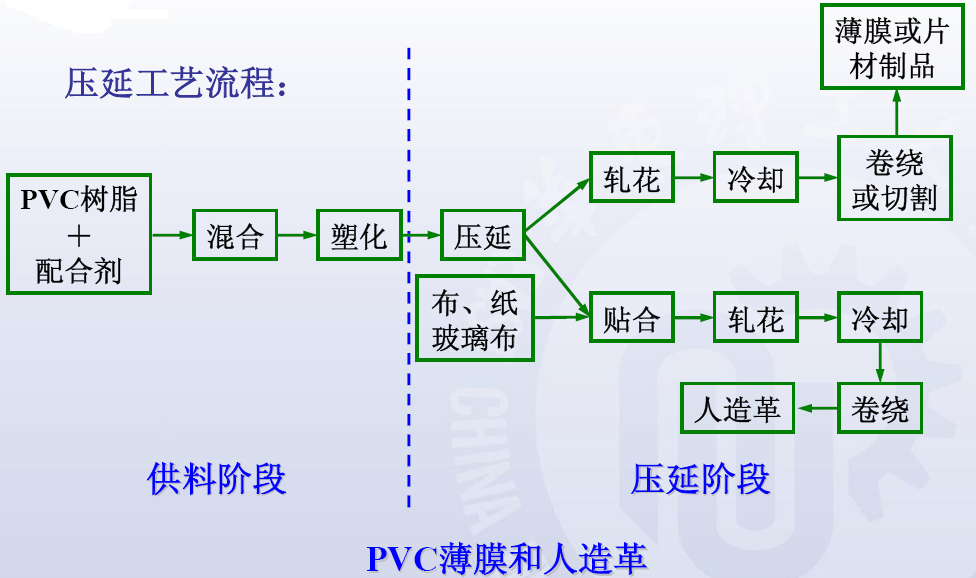 压延工艺流程：
PVC树脂
＋
配合剂
混合
塑化
压延
轧花
冷却
卷绕
或切割
薄膜或片
材制品
布、纸
玻璃布
贴合
轧花
冷却
卷绕
人造革
供料阶段
压延阶段
PVC薄膜和人造革
CHINA